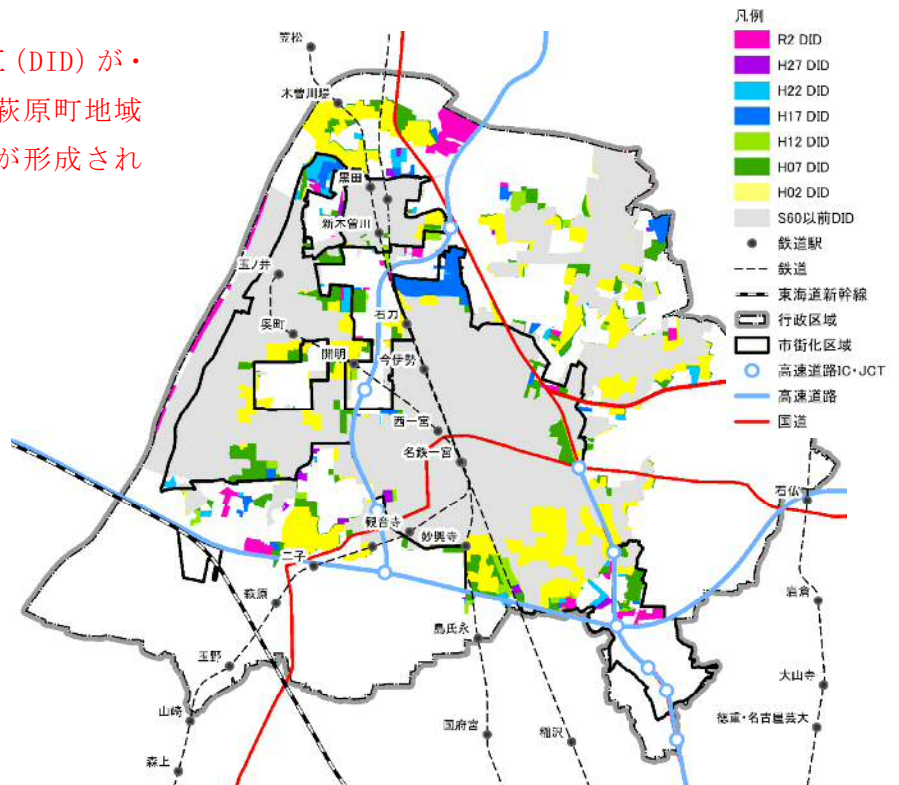 (DID)が・
萩原町地域
が形成され
凡例
R2 DID
H27 DID
H22 DID
H17 DID
H12 DID
H07 DID
H02 DID
S60以前DID
鉄道駅
鉄道
東海道新幹線
行政区域
市街化区域
高速道路IC・JCT
高速道路
国道
笠松
木曽川堤
黒田
新木曽川
玉ノ井
石刀
奥町
開明
今伊勢
西一宮
名鉄一宮
石仏
観音寺
妙興寺
二子
萩原
岩倉
島氏永
玉野
大山寺
山崎
国府宮
稲沢
徳重・名古屋芸大
森上